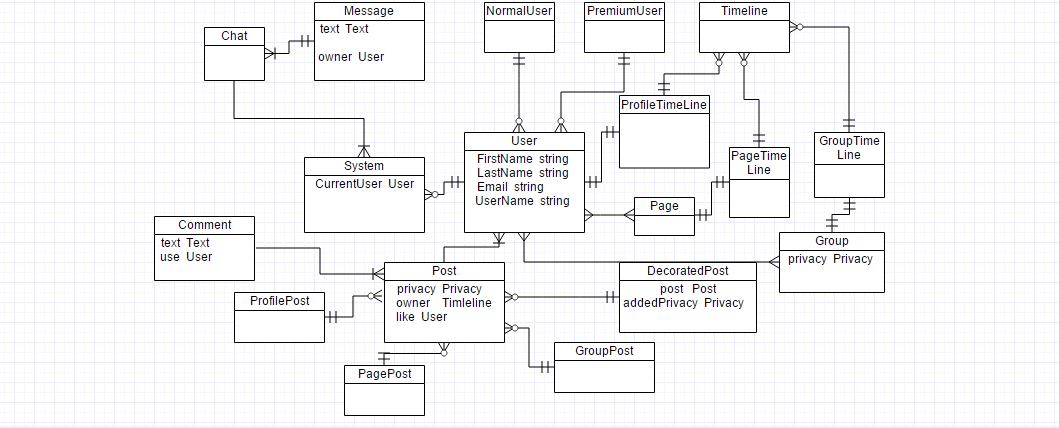 Message
text Text
owner User
Chat
NormalUser
PremiumUser
Timeline
ProfileTimeLine
PageTime
Line
GroupTime
Line
User
FirstName string
LastName string
Email string
UserName string
System
CurrentUser User
Page
Group
privacy Privacy
Comment
text Text
use User
Post
privacy Privacy
owner Timleline
like User
DecoratedPost
post Post
addedPrivacy Privacy
ProfilePost
GroupPost
PagePost